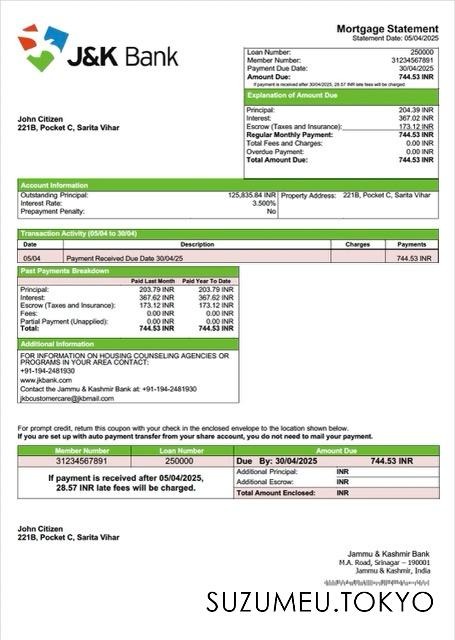 J&K Bank
Mortgage Statement
Statement Date: 05/04/2025
Loan Number: 250000
Member Number: 31234567891
Payment Due Date: 30/04/2025
Amount Due: 744.53 INR
If payment is received after 30/04/2025, 28.57 INR late fees will be charged
Explanation of Amount Due
Principal: 204.39 INR
Interest: 367.02 INR
Escrow (Taxes and Insurance): 173.12 INR
Regular Monthly Payment: 744.53 INR
Total Fees and Charges: 0.00 INR
Overdue Payment: 0.00 INR
Total Amount Due: 744.53 INR
John Citizen
221B, Pocket C, Sarita Vihar
Account Information
Outstanding Principal: 125,835.84 INR
Interest Rate: 3.500%
Prepayment Penalty: No
Property Address: 221B, Pocket C, Sarita Vihar
Transaction Activity (05/04 to 30/04)
Date Description Charges Payments
05/04 Payment Received Due Date 30/04/25 744.53 INR
Past Payments Breakdown
Paid Last Month Paid Year To Date
Principal: 203.79 INR 203.79 INR
Interest: 367.62 INR 367.62 INR
Escrow (Taxes and Insurance): 173.12 INR 173.12 INR
Fees: 0.00 INR 0.00 INR
Partial Payment (Unapplied): 0.00 INR 0.00 INR
Total: 744.53 INR 744.53 INR
Additional Information
FOR INFORMATION ON HOUSING COUNSELING AGENCIES OR
PROGRAMS IN YOUR AREA CONTACT:
+91-194-2481930
www.jkbank.com
Contact the Jammu & Kashmir Bank at: +91-194-2481930
jkbcustomercare@jkbmail.com
For prompt credit, return this coupon with your check in the enclosed envelope to the location shown below.
If you are set up with auto payment transfer from your share account, you do not need to mail your payment.
Member Number Loan Number Amount Due
31234567891 250000 Due By: 30/04/2025 744.53 INR
If payment is received after 05/04/2025,
28.57 INR late fees will be charged.
Additional Principal: INR
Additional Escrow: INR
Total Amount Enclosed: INR
John Citizen
221B, Pocket C, Sarita Vihar
Jammu & Kashmir Bank
M.A. Road, Srinagar – 190001
Jammu & Kashmir, India
SUZUMEU.TOKYO